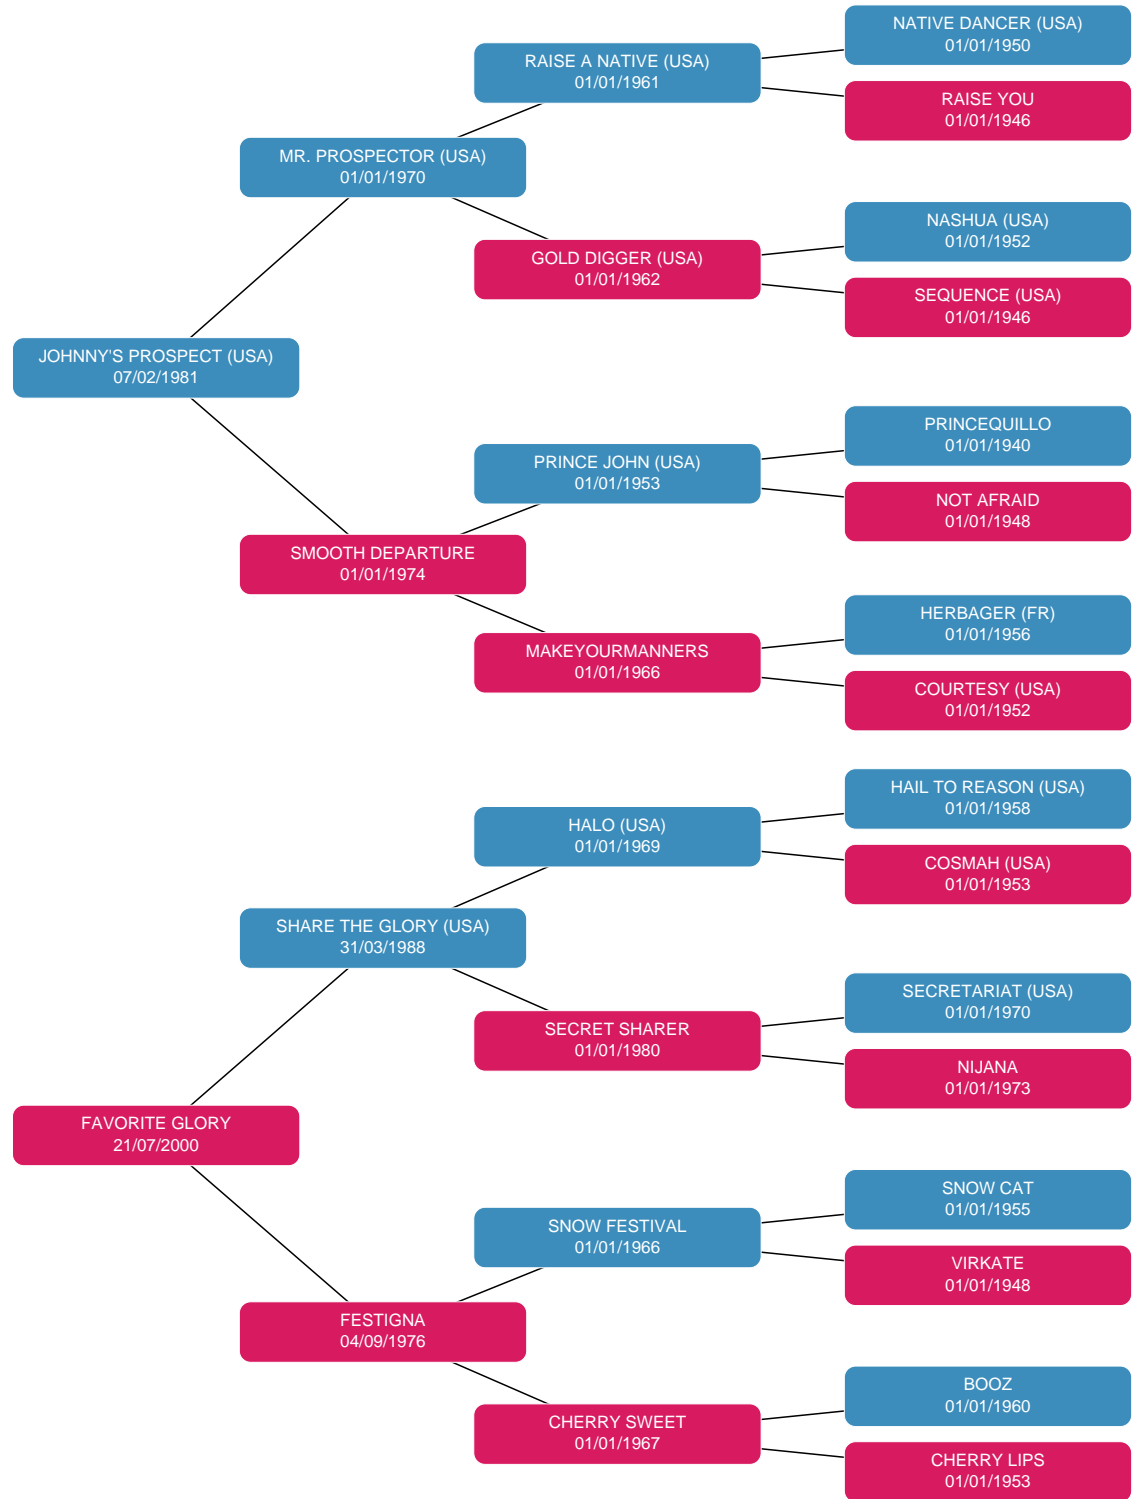 NATIVE DANCER (USA)
01/01/1950
RAISE A NATIVE (USA)
01/01/1961
RAISE YOU
01/01/1946
MR. PROSPECTOR (USA)
01/01/1970
NASHUA (USA)
01/01/1952
GOLD DIGGER (USA)
01/01/1962
SEQUENCE (USA)
01/01/1946
JOHNNY'S PROSPECT (USA)
07/02/1981
PRINCEQUILLO
01/01/1940
PRINCE JOHN (USA)
01/01/1953
NOT AFRAID
01/01/1948
SMOOTH DEPARTURE
01/01/1974
HERBAGER (FR)
01/01/1956
MAKEYOURMANNERS
01/01/1966
COURTESY (USA)
01/01/1952
HAIL TO REASON (USA)
01/01/1958
HALO (USA)
01/01/1969
COSMAH (USA)
01/01/1953
SHARE THE GLORY (USA)
31/03/1988
SECRETARIAT (USA)
01/01/1970
SECRET SHARER
01/01/1980
NIJANA
01/01/1973
FAVORITE GLORY
21/07/2000
SNOW CAT
01/01/1955
SNOW FESTIVAL
01/01/1966
VIRKATE
01/01/1948
FESTIGNA
04/09/1976
BOOZ
01/01/1960
CHERRY SWEET
01/01/1967
CHERRY LIPS
01/01/1953